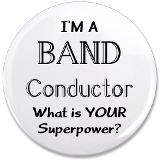 I'M A
BAND
Conductor
What is YOUR
Superpower?